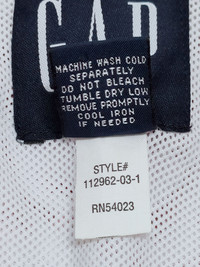 GAP
MACHINE WASH COLD
SEPARATELY
DO NOT BLEACH
TUMBLE DRY LOW
REMOVE PROMPTLY
COOL IRON
IF NEEDED
STYLE#
112962-03-1
RN54023